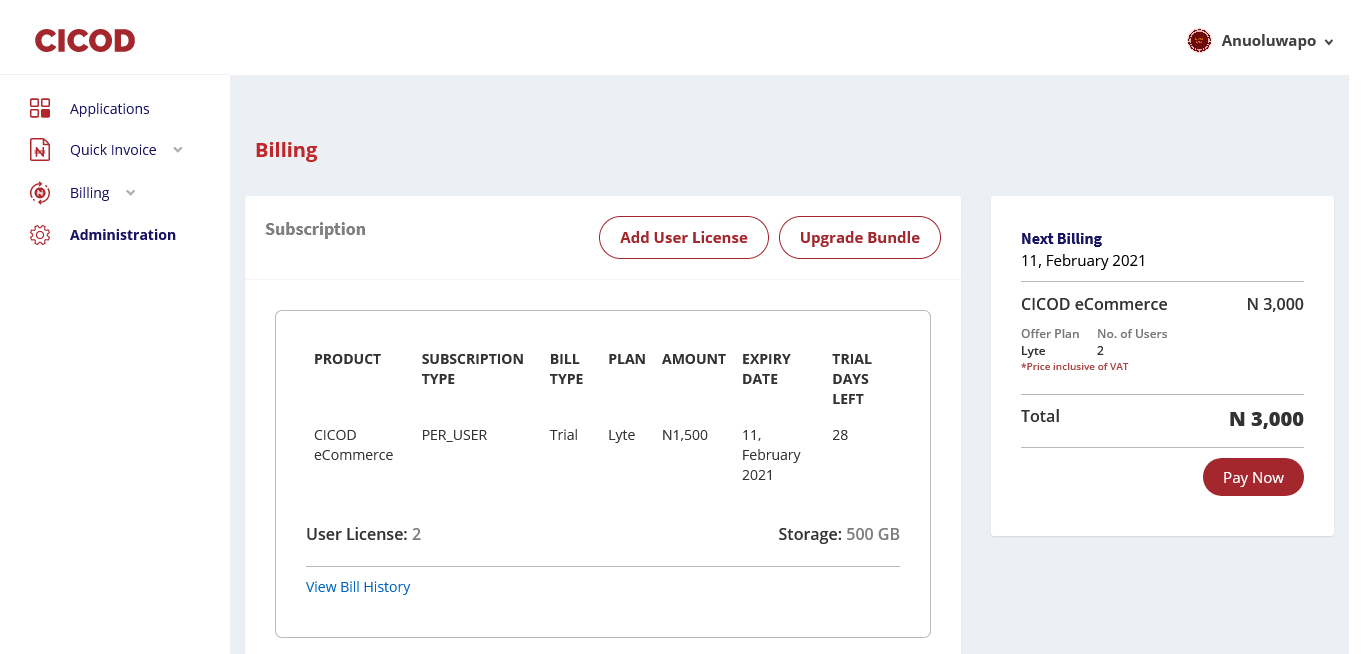 CICOD
Anuoluwapo
Applications
Quick Invoice
Billing
Administration
Billing
Subscription
Add User License
Upgrade Bundle
PRODUCT SUBSCRIPTION TYPE BILL TYPE PLAN AMOUNT EXPIRY DATE TRIAL DAYS LEFT
CICOD eCommerce PER_USER Trial Lyte N1,500 11, February 2021 28
User License: 2
Storage: 500 GB
View Bill History
Next Billing
11, February 2021
CICOD eCommerce N 3,000
Offer Plan No. of Users
Lyte 2
*Price inclusive of VAT
Total N 3,000
Pay Now